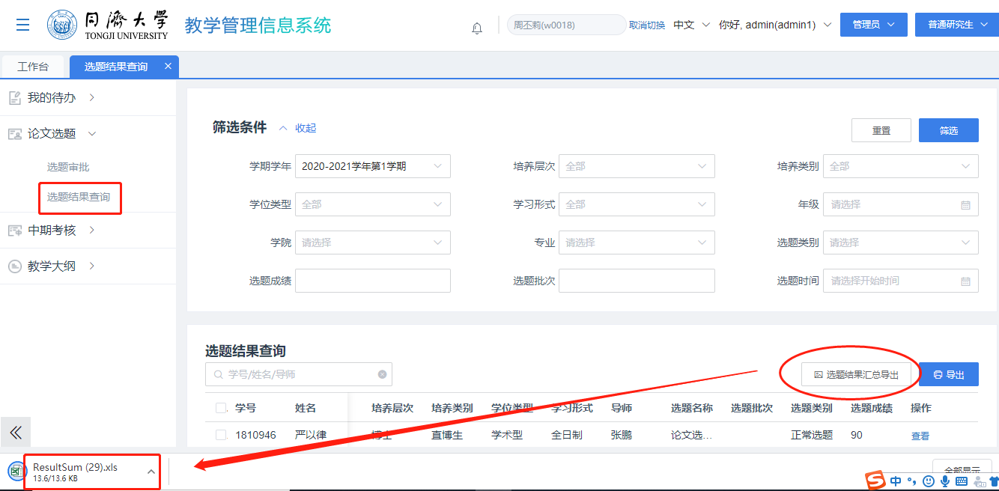 同濟大學
TONGJI UNIVERSITY
教学管理信息系统
周丕莉(w0018)
取消切换
中文
你好, admin(admin1)
管理员
普通研究生
工作台
选题结果查询 ×
我的待办
论文选题
选题审批
选题结果查询
中期考核
教学大纲
筛选条件 收起
重置
筛选
学期学年 2020-2021学年第1学期
培养层次 全部
培养类别 全部
学位类型 全部
学习形式 全部
年级 请选择
学院 请选择
专业 请选择
选题类别 请选择
选题成绩
选题批次
选题时间 请选择开始时间
选题结果查询
学号/姓名/导师
选题结果汇总导出
导出
学号 姓名 培养层次 培养类别 学位类型 学习形式 导师 选题名称 选题批次 选题类别 选题成绩 操作
1810946 严以律 博士 直博生 学术型 全日制 张鹏 论文选... 正常选题 90 查看
ResultSum (29).xls
13.6/13.6 KB
全部显示
中